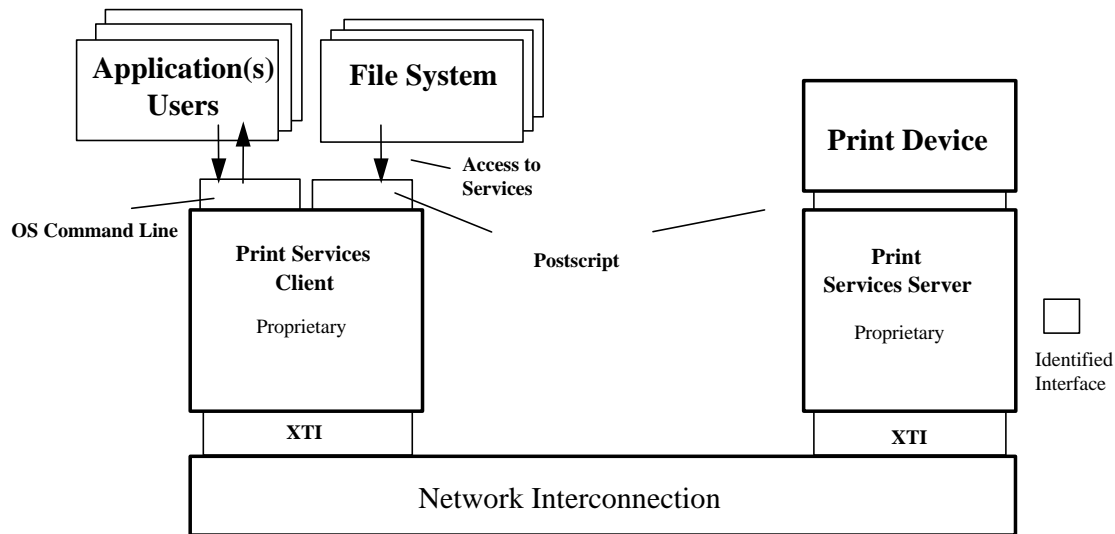 Application(s)
Users
File System
Print Device
Access to
Services
OS Command Line
Postscript
Print Services
Client
Proprietary
Print
Services Server
Proprietary
Identified
Interface
XTI
XTI
Network Interconnection